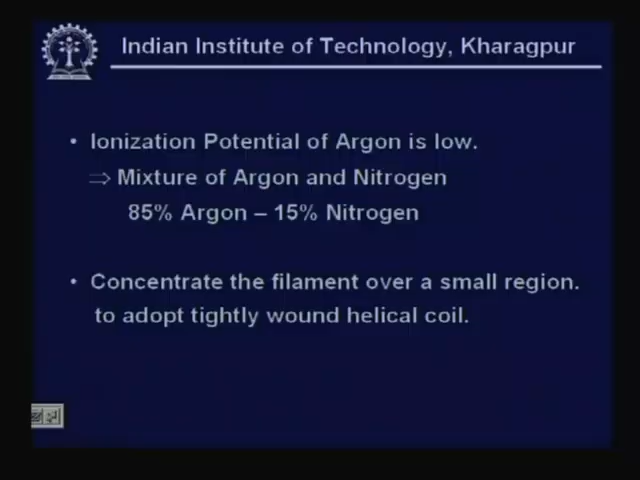 Indian Institute of Technology, Kharagpur
• Ionization Potential of Argon is low.
⇒ Mixture of Argon and Nitrogen
85% Argon – 15% Nitrogen
• Concentrate the filament over a small region.
to adopt tightly wound helical coil.